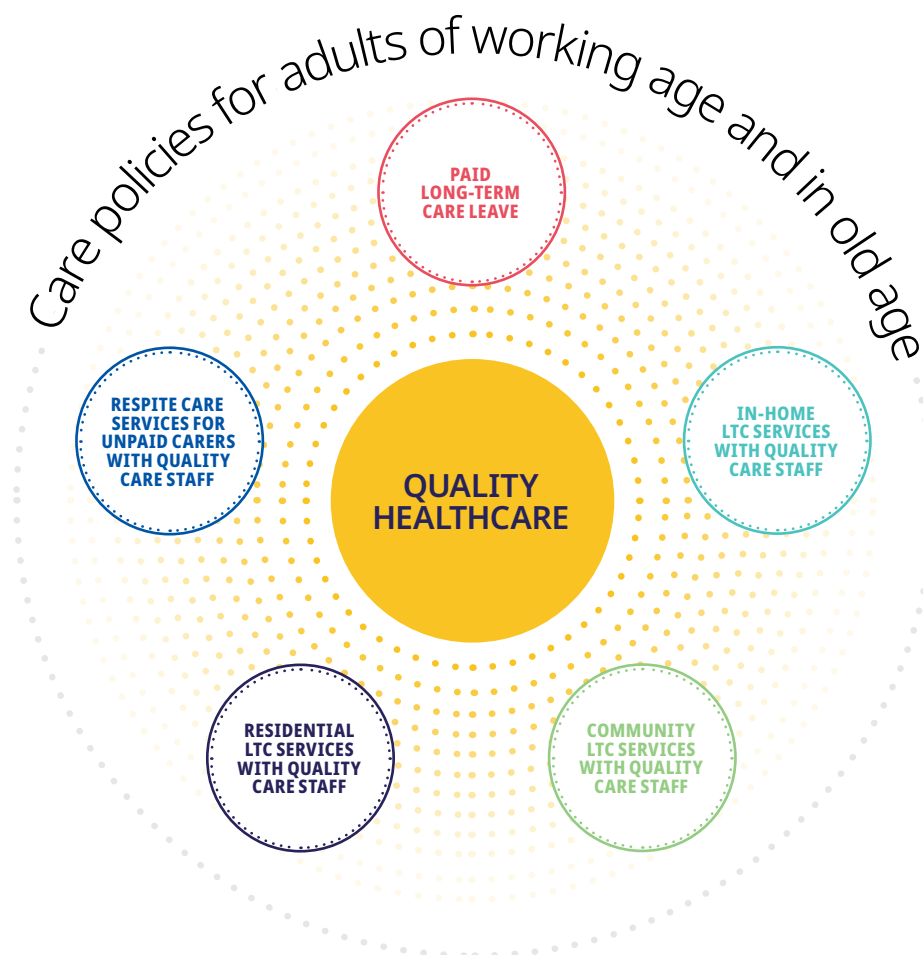 Care policies for adults of working age and in old age
PAID
LONG-TERM
CARE LEAVE
RESPITE CARE
SERVICES FOR
UNPAID CARERS
WITH QUALITY
CARE STAFF
IN-HOME
LTC SERVICES
WITH QUALITY
CARE STAFF
QUALITY
HEALTHCARE
RESIDENTIAL
LTC SERVICES
WITH QUALITY
CARE STAFF
COMMUNITY
LTC SERVICES
WITH QUALITY
CARE STAFF